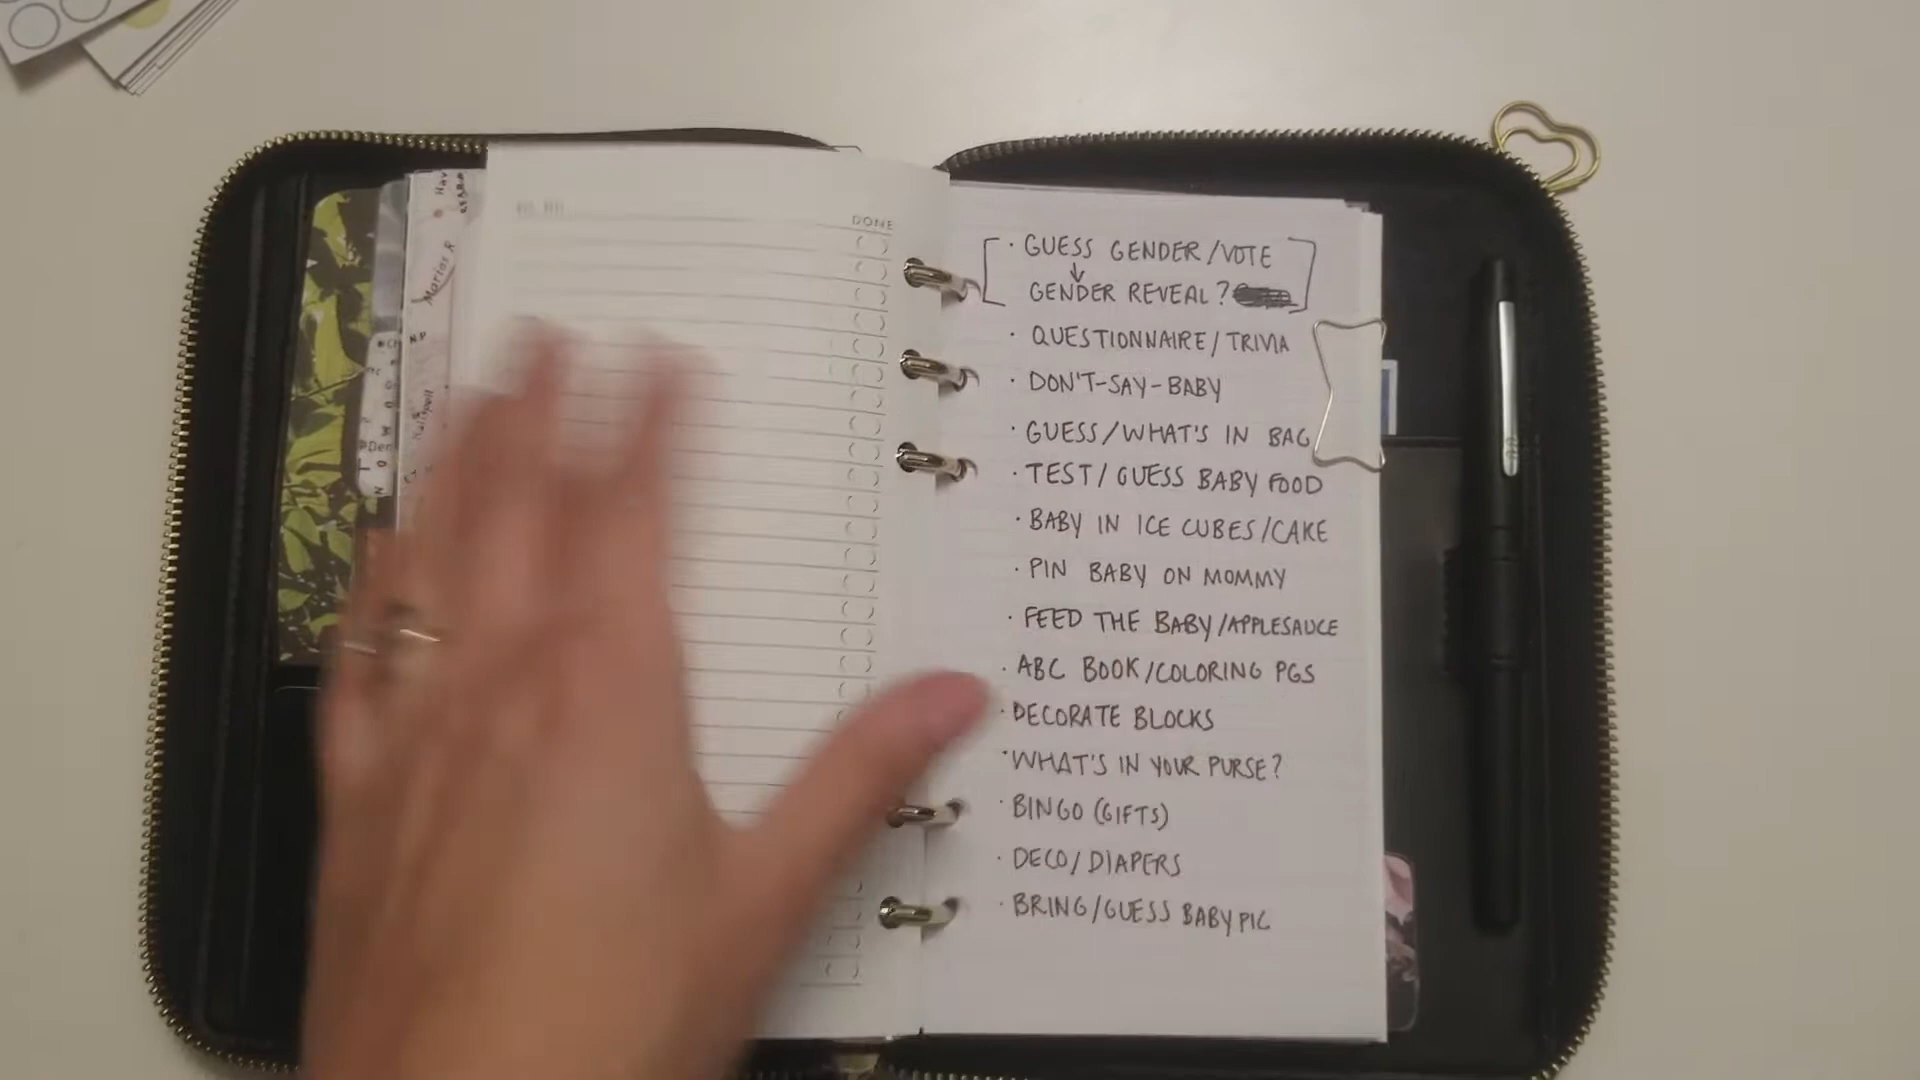 DONE
· GUESS GENDER/VOTE
↓
GENDER REVEAL?
· QUESTIONNAIRE/TRIVIA
· DON'T-SAY-BABY
· GUESS/WHAT'S IN BAG
· TEST/GUESS BABY FOOD
· BABY IN ICE CUBES/CAKE
· PIN BABY ON MOMMY
· FEED THE BABY/APPLESAUCE
· ABC BOOK/COLORING PGS
· DECORATE BLOCKS
· WHAT'S IN YOUR PURSE?
· BINGO (GIFTS)
· DECO/DIAPERS
· BRING/GUESS BABY PIC